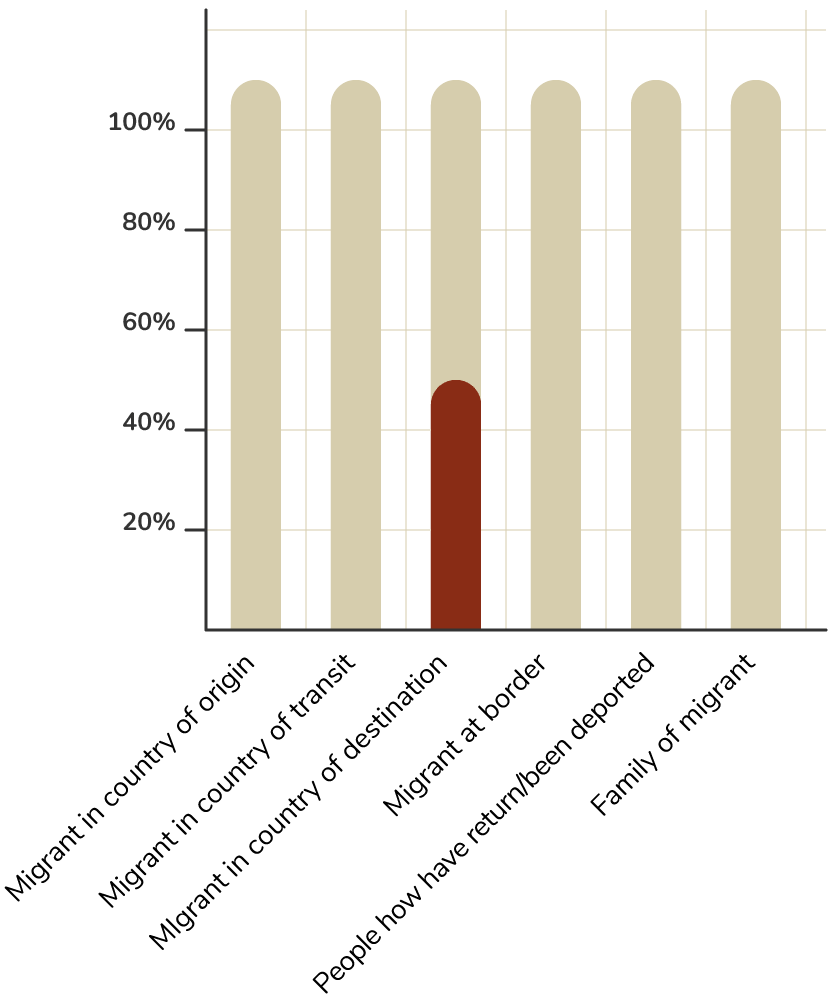 100%
80%
60%
40%
20%
Migrant in country of origin
Migrant in country of transit
MIgrant in country of destination
Migrant at border
People how have return/been deported
Family of migrant